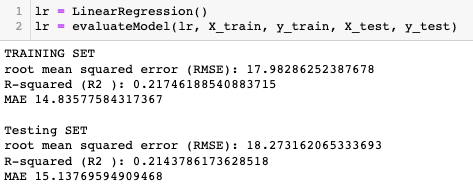 1 lr = LinearRegression()
2 lr = evaluateModel(lr, X_train, y_train, X_test, y_test)
TRAINING SET
root mean squared error (RMSE): 17.98286252387678
R-squared (R2 ): 0.21746188540883715
MAE 14.83577584317367
Testing SET
root mean squared error (RMSE): 18.273162065333693
R-squared (R2 ): 0.2143786173628518
MAE 15.13769594909468